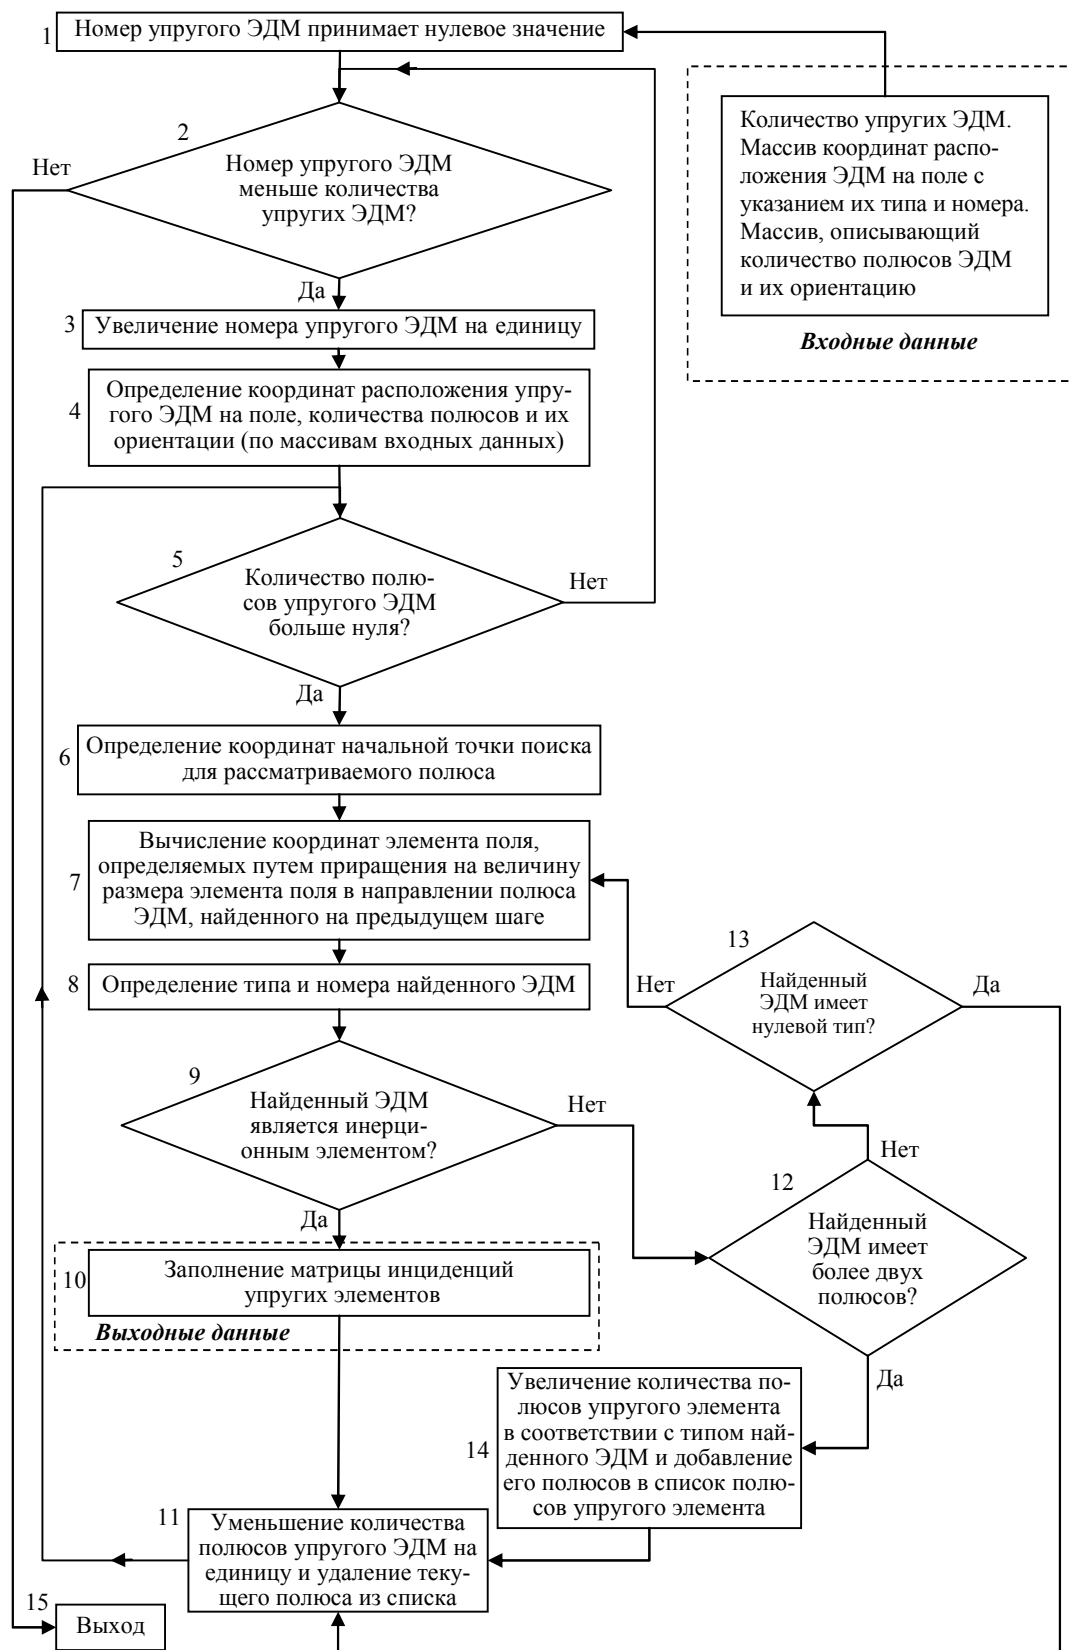 1
Номер упругого ЭДМ принимает нулевое значение
Количество упругих ЭДМ.
Массив координат распо-
ложения ЭДМ на поле с
указанием их типа и номера.
Массив, описывающий
количество полюсов ЭДМ
и их ориентацию
Входные данные
2
Нет
Номер упругого ЭДМ
меньше количества
упругих ЭДМ?
Да
3
Увеличение номера упругого ЭДМ на единицу
4
Определение координат расположения упру-
гого ЭДМ на поле, количества полюсов и их
ориентации (по массивам входных данных)
5
Количество полю-
сов упругого ЭДМ
больше нуля?
Нет
Да
6
Определение координат начальной точки поиска
для рассматриваемого полюса
7
Вычисление координат элемента поля,
определяемых путем приращения на величину
размера элемента поля в направлении полюса
ЭДМ, найденного на предыдущем шаге
8
Определение типа и номера найденного ЭДМ
13
Нет
Найденный
ЭДМ имеет
нулевой тип?
Да
9
Найденный ЭДМ
является инерци-
онным элементом?
Нет
Да
Нет
12
Найденный
ЭДМ имеет
более двух
полюсов?
Да
10
Заполнение матрицы инциденций
упругих элементов
Выходные данные
14
Увеличение количества по-
люсов упругого элемента
в соответствии с типом най-
денного ЭДМ и добавление
его полюсов в список полю-
сов упругого элемента
11
Уменьшение количества
полюсов упругого ЭДМ на
единицу и удаление теку-
щего полюса из списка
15
Выход